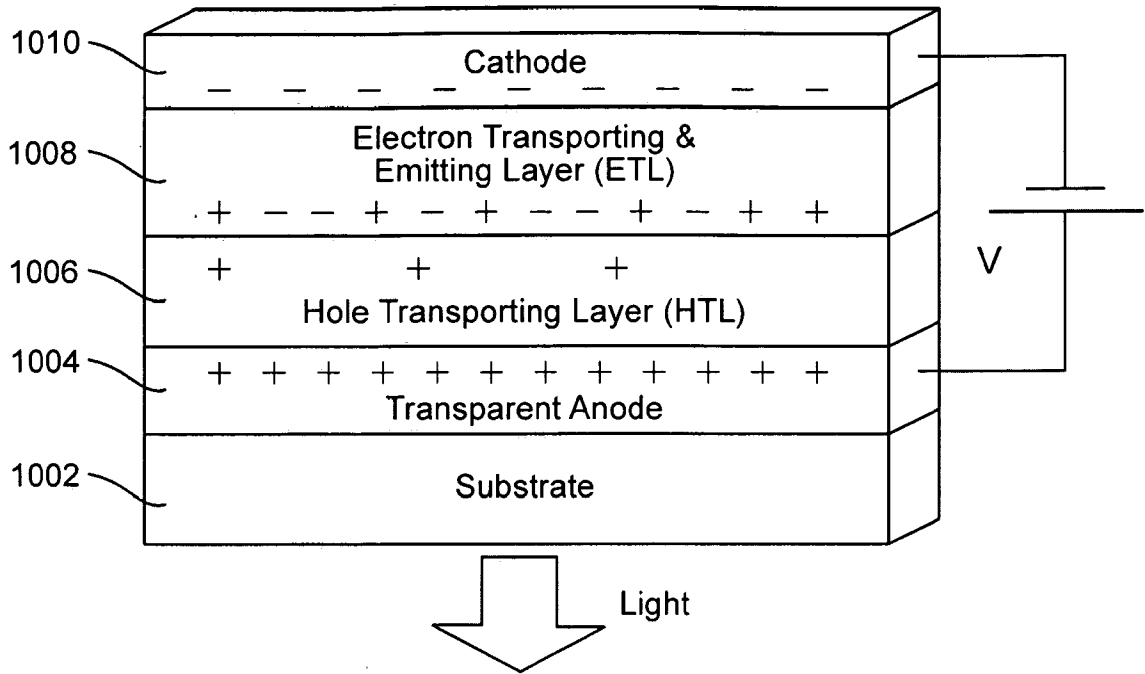 1010
Cathode
− − − − − − − − −
1008
Electron Transporting &
Emitting Layer (ETL)
+ − − + − + − − + − + +
1006
+ + +
Hole Transporting Layer (HTL)
V
1004
+ + + + + + + + + + + +
Transparent Anode
1002
Substrate
Light